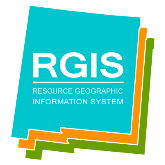 RGIS
RESOURCE GEOGRAPHIC
INFORMATION SYSTEM